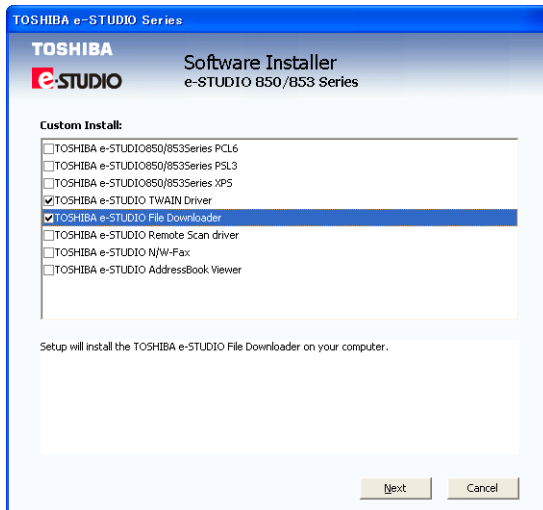 TOSHIBA e-STUDIO Series
TOSHIBA
e-STUDIO
Software Installer
e-STUDIO 850/853 Series
Custom Install:
TOSHIBA e-STUDIO850/853Series PCL6
TOSHIBA e-STUDIO850/853Series PSL3
TOSHIBA e-STUDIO850/853Series XPS
TOSHIBA e-STUDIO TWAIN Driver
TOSHIBA e-STUDIO File Downloader
TOSHIBA e-STUDIO Remote Scan driver
TOSHIBA e-STUDIO N/W-Fax
TOSHIBA e-STUDIO AddressBook Viewer
Setup will install the TOSHIBA e-STUDIO File Downloader on your computer.
Next Cancel